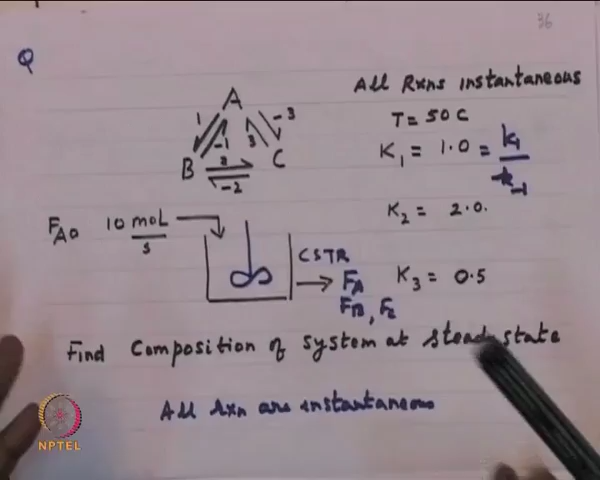 36
Q
All Rxns instantaneous
T = 50 C
K1 = 1.0 = k1 / k-1
K2 = 2.0.
K3 = 0.5
A
1 -1 3 -3
B 2 -2 C
FA0 10 mol / s
CSTR
FA
FB,
Find Composition of System at steady state
All rxn are instantaneous
NPTEL